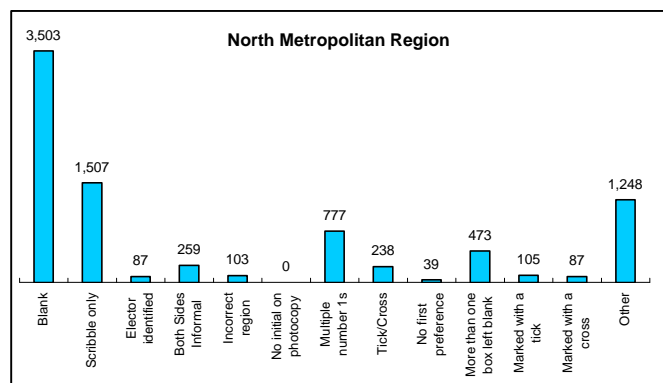 North Metropolitan Region
3,503
1,507
87
259
103
0
777
238
39
473
105
87
1,248
Blank
Scribble only
Elector
identified
Both Sides
Informal
Incorrect
region
No initial on
photocopy
Multiple
number 1s
Tick/Cross
No first
preference
More than one
box left blank
Marked with a
tick
Marked with a
cross
Other